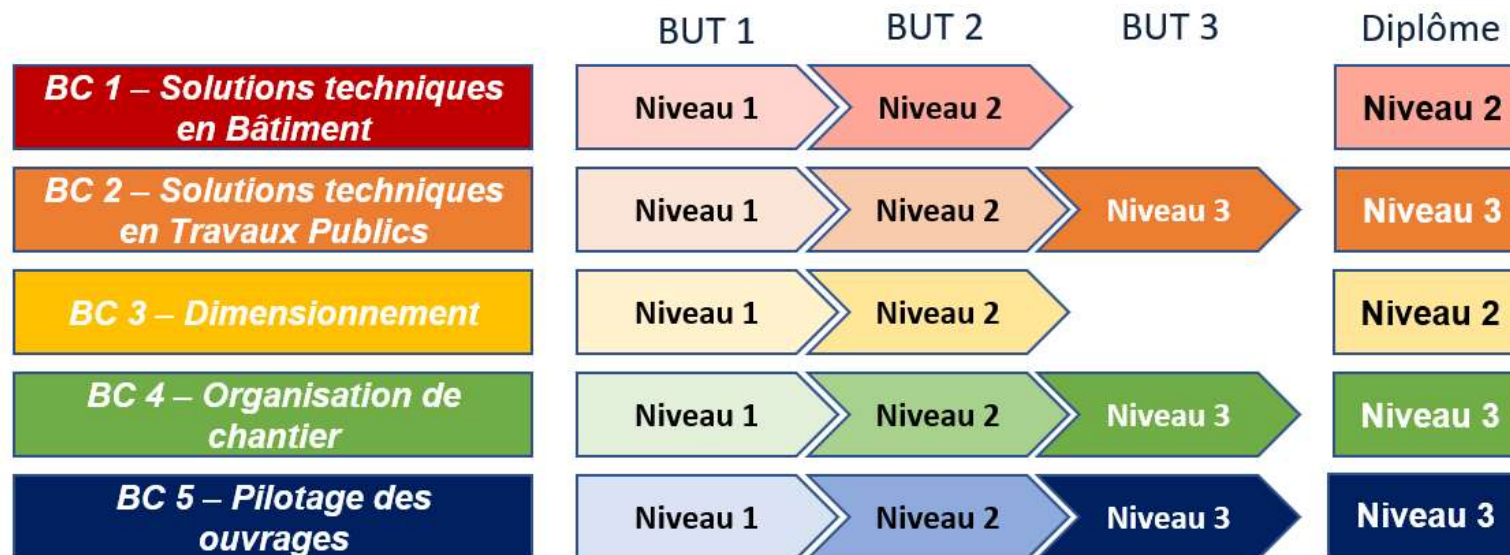 BUT 1 BUT 2 BUT 3 Diplôme
BC 1 – Solutions techniques
en Bâtiment
Niveau 1 Niveau 2 Niveau 2
BC 2 – Solutions techniques
en Travaux Publics
Niveau 1 Niveau 2 Niveau 3 Niveau 3
BC 3 – Dimensionnement
Niveau 1 Niveau 2 Niveau 2
BC 4 – Organisation de
chantier
Niveau 1 Niveau 2 Niveau 3 Niveau 3
BC 5 – Pilotage des
ouvrages
Niveau 1 Niveau 2 Niveau 3 Niveau 3